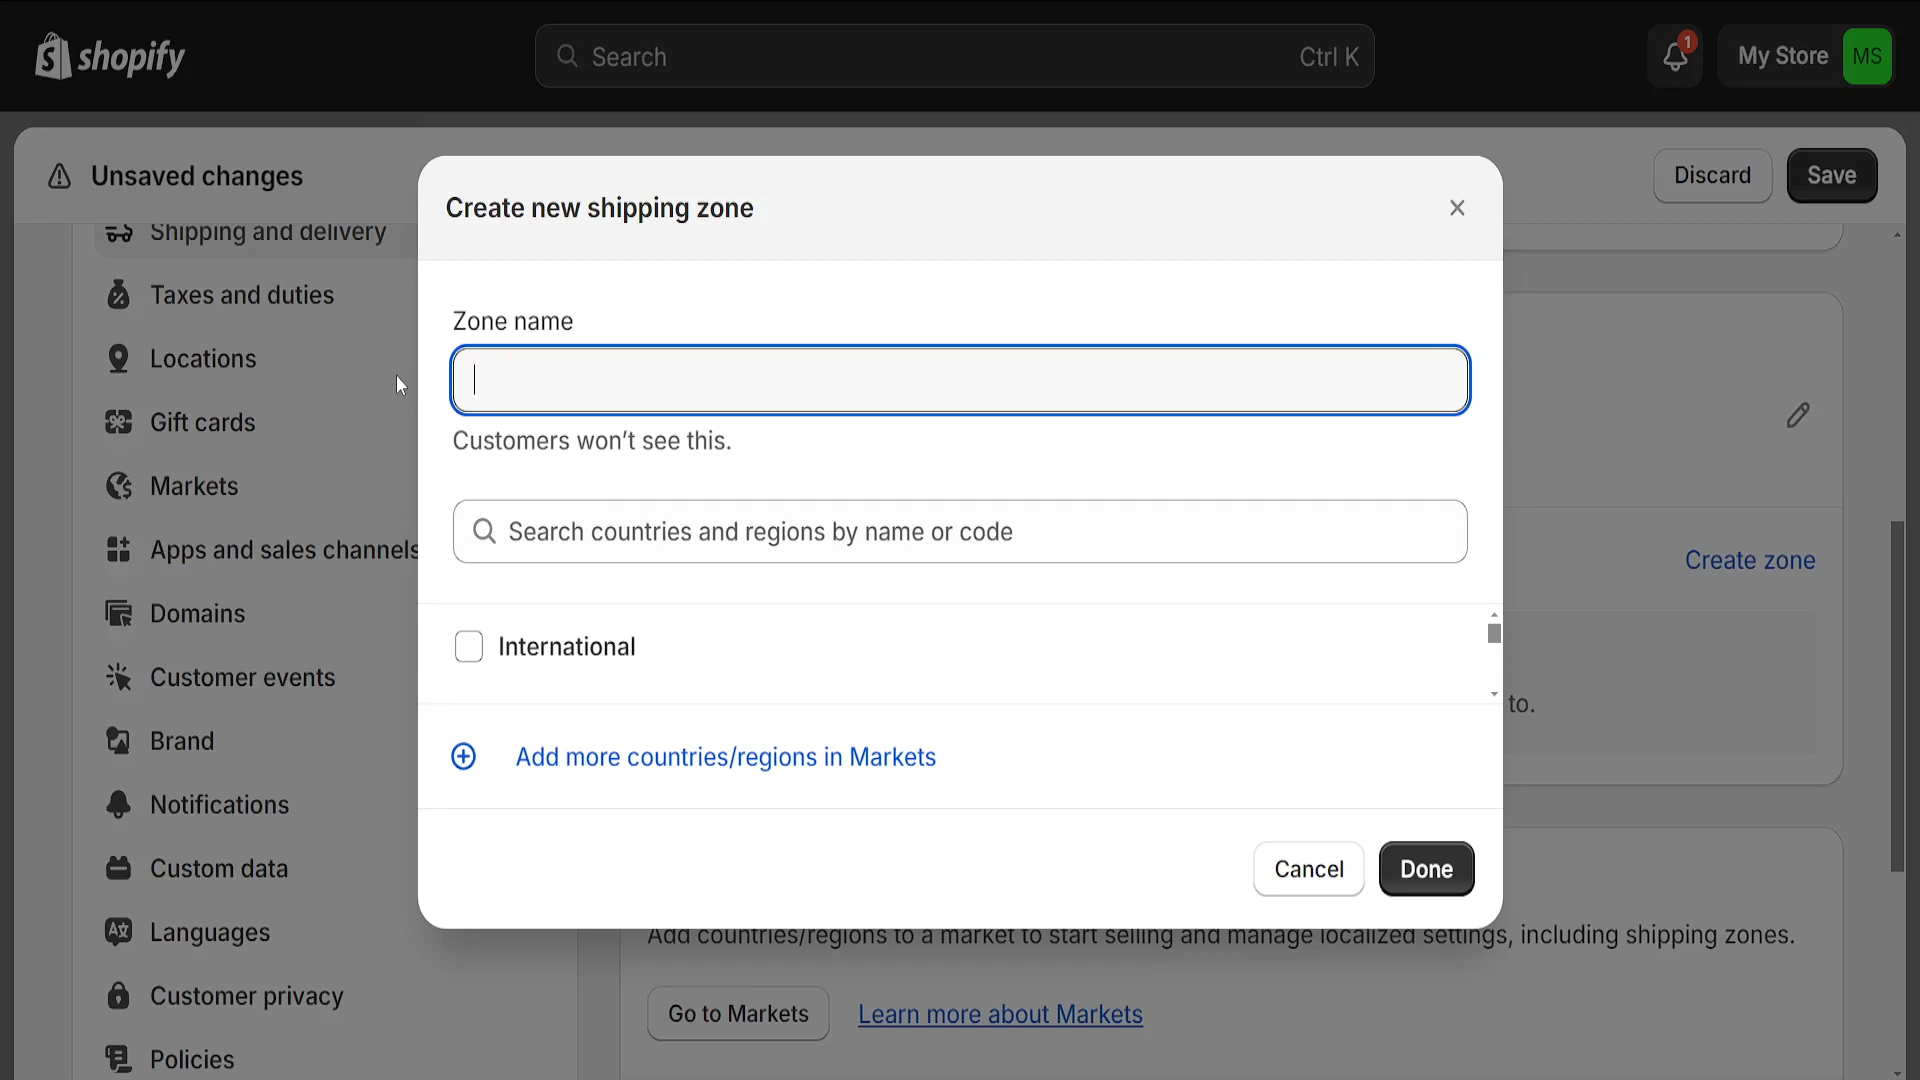 shopify
Search
Ctrl K
1
My Store
MS
Unsaved changes
Discard
Save
Shipping and delivery
Taxes and duties
Locations
Gift cards
Markets
Apps and sales channels
Domains
Customer events
Brand
Notifications
Custom data
Languages
Customer privacy
Policies
Create new shipping zone
Zone name
Customers won’t see this.
Search countries and regions by name or code
International
Add more countries/regions in Markets
Cancel
Done
Create zone
to.
Add countries/regions to a market to start selling and manage localized settings, including shipping zones.
Go to Markets
Learn more about Markets